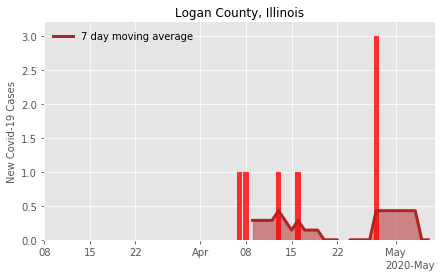 Logan County, Illinois
7 day moving average
New Covid-19 Cases
3.0
2.5
2.0
1.5
1.0
0.5
0.0
08 15 22 Apr 08 15 22 May
2020-May